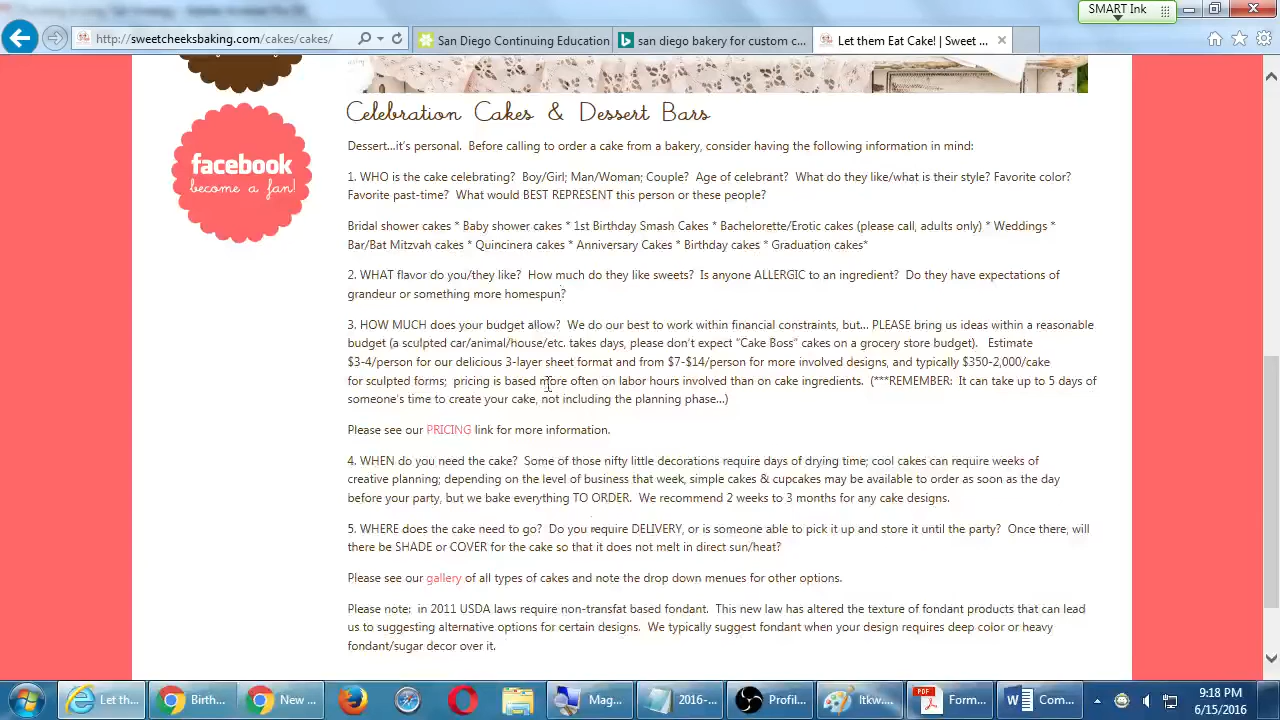 SMART Ink
http://sweetcheeksbaking.com/cakes/cakes/
San Diego Continuing Education
san diego bakery for custom c...
Let them Eat Cake! | Sweet ...
facebook
become a fan!
Celebration Cakes & Dessert Bars
Dessert...it's personal. Before calling to order a cake from a bakery, consider having the following information in mind:
1. WHO is the cake celebrating? Boy/Girl; Man/Woman; Couple? Age of celebrant? What do they like/what is their style? Favorite color?
Favorite past-time? What would BEST REPRESENT this person or these people?
Bridal shower cakes * Baby shower cakes * 1st Birthday Smash Cakes * Bachelorette/Erotic cakes (please call, adults only) * Weddings *
Bar/Bat Mitzvah cakes * Quincinera cakes * Anniversary Cakes * Birthday cakes * Graduation cakes*
2. WHAT flavor do you/they like? How much do they like sweets? Is anyone ALLERGIC to an ingredient? Do they have expectations of
grandeur or something more homespun?
3. HOW MUCH does your budget allow? We do our best to work within financial constraints, but... PLEASE bring us ideas within a reasonable
budget (a sculpted car/animal/house/etc. takes days, please don't expect "Cake Boss" cakes on a grocery store budget). Estimate
$3-4/person for our delicious 3-layer sheet format and from $7-$14/person for more involved designs, and typically $350-2,000/cake
for sculpted forms; pricing is based more often on labor hours involved than on cake ingredients. (***REMEMBER: It can take up to 5 days of
someone's time to create your cake, not including the planning phase...)
Please see our PRICING link for more information.
4. WHEN do you need the cake? Some of those nifty little decorations require days of drying time; cool cakes can require weeks of
creative planning; depending on the level of business that week, simple cakes & cupcakes may be available to order as soon as the day
before your party, but we bake everything TO ORDER. We recommend 2 weeks to 3 months for any cake designs.
5. WHERE does the cake need to go? Do you require DELIVERY, or is someone able to pick it up and store it until the party? Once there, will
there be SHADE or COVER for the cake so that it does not melt in direct sun/heat?
Please see our gallery of all types of cakes and note the drop down menues for other options.
Please note: in 2011 USDA laws require non-transfat based fondant. This new law has altered the texture of fondant products that can lead
us to suggesting alternative options for certain designs. We typically suggest fondant when your design requires deep color or heavy
fondant/sugar decor over it.
Let th...
Birth...
New ...
Mag...
2016-...
Profil...
ltkw...
PDF
Form...
Com...
9:18 PM
6/15/2016